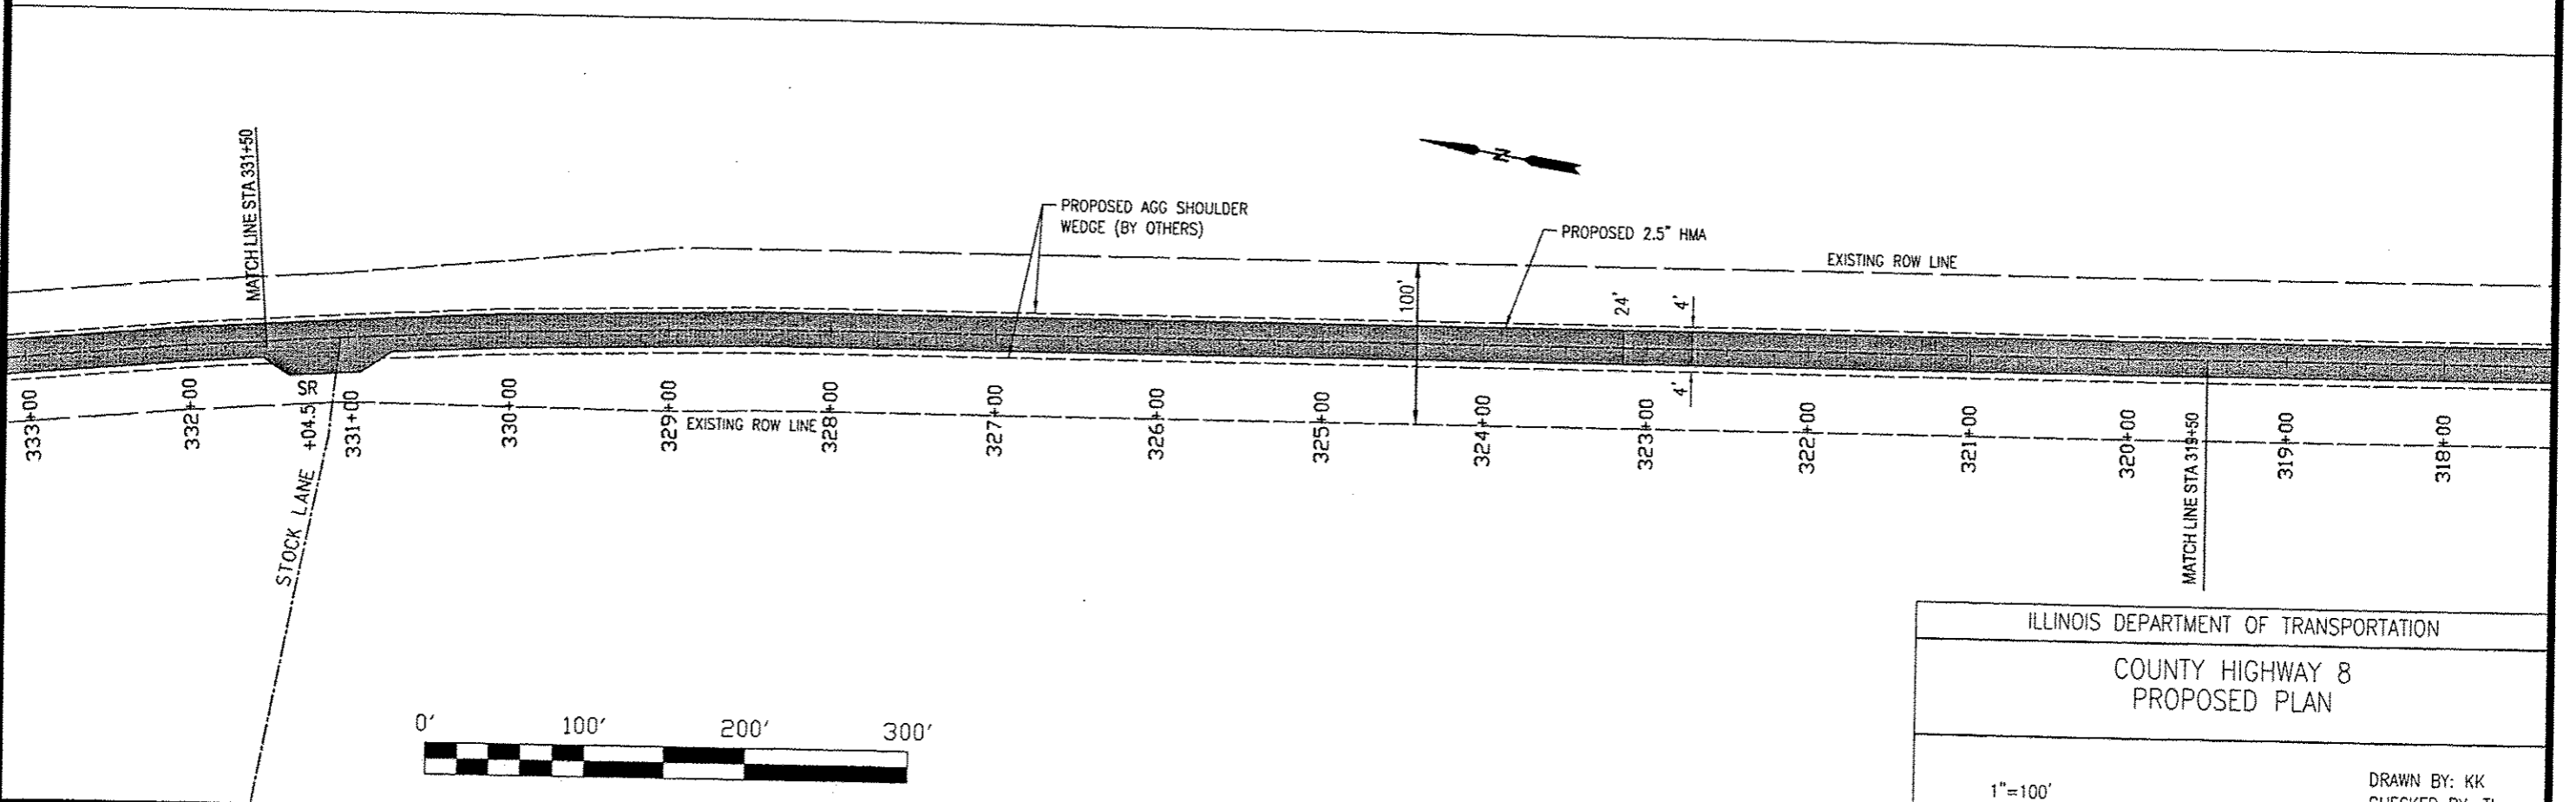 MATCH LINE STA 331+50
PROPOSED AGG SHOULDER
WEDGE (BY OTHERS)
N
PROPOSED 2.5" HMA
EXISTING ROW LINE
100'
24'
4'
4'
SR
+04.5
333+00
332+00
331+00
330+00
329+00
EXISTING ROW LINE
328+00
327+00
326+00
325+00
324+00
323+00
322+00
321+00
320+00
319+00
318+00
MATCH LINE STA 319+50
STOCK LANE
0' 100' 200' 300'
ILLINOIS DEPARTMENT OF TRANSPORTATION
COUNTY HIGHWAY 8
PROPOSED PLAN
1"=100'
DRAWN BY: KK